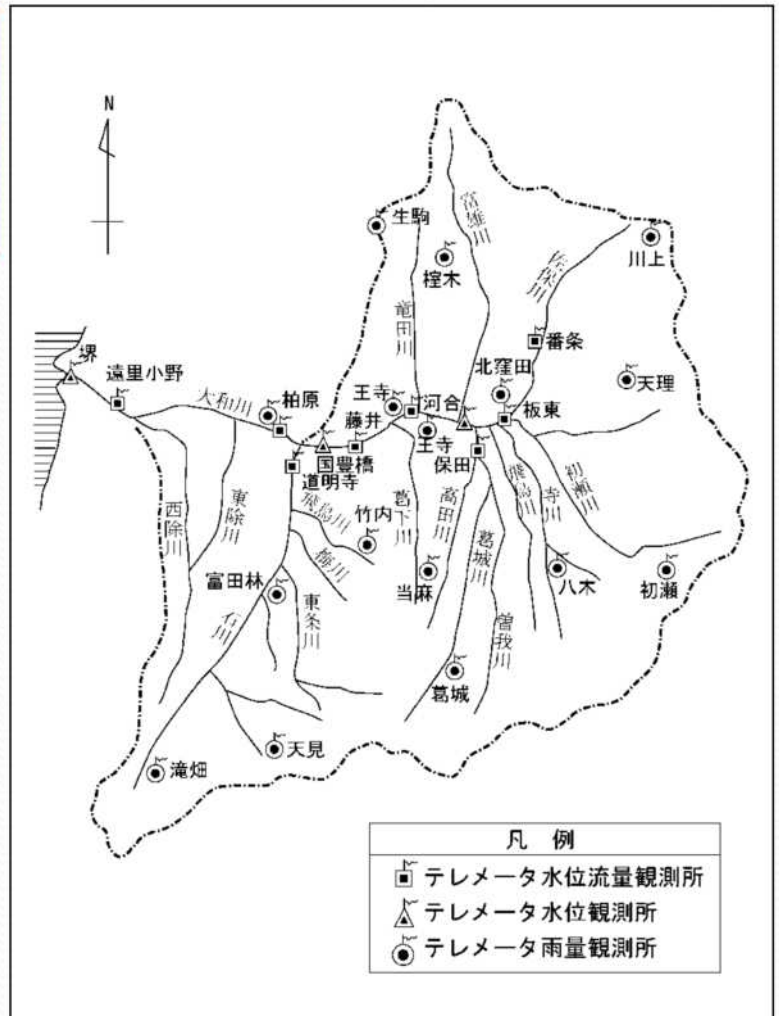 N
生駒
富雄川
川上
桎木
佐保川
竜田川
番条
堺
遠里小野
北窪田
天理
大和川
柏原
王寺
河合
板東
藤井
国豊橋
王寺
保田
道明寺
西除川
東除川
飛鳥川
竹内
梅川
葛下川
高田川
葛城川
飛鳥川
寺川
初瀬川
富田林
石川
東条川
当麻
曽我川
八木
初瀬
葛城
天見
滝畑
凡 例
テレメータ水位流量観測所
テレメータ水位観測所
テレメータ雨量観測所